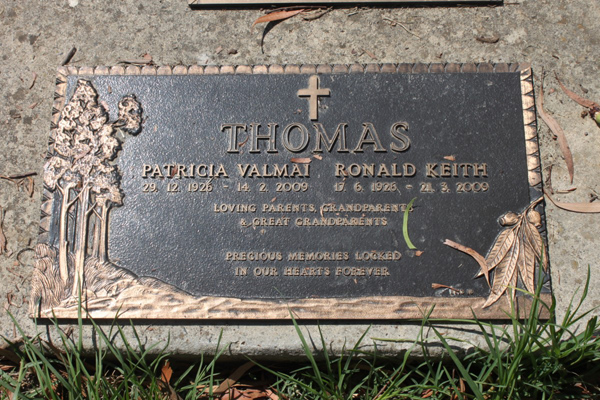 THOMAS
PATRICIA VALMAI RONALD KEITH
29. 12. 1926 - 14. 2. 2009 17. 6. 1926 - 21. 3. 2009
LOVING PARENTS, GRANDPARENTS
& GREAT GRANDPARENTS
PRECIOUS MEMORIES LOCKED
IN OUR HEARTS FOREVER